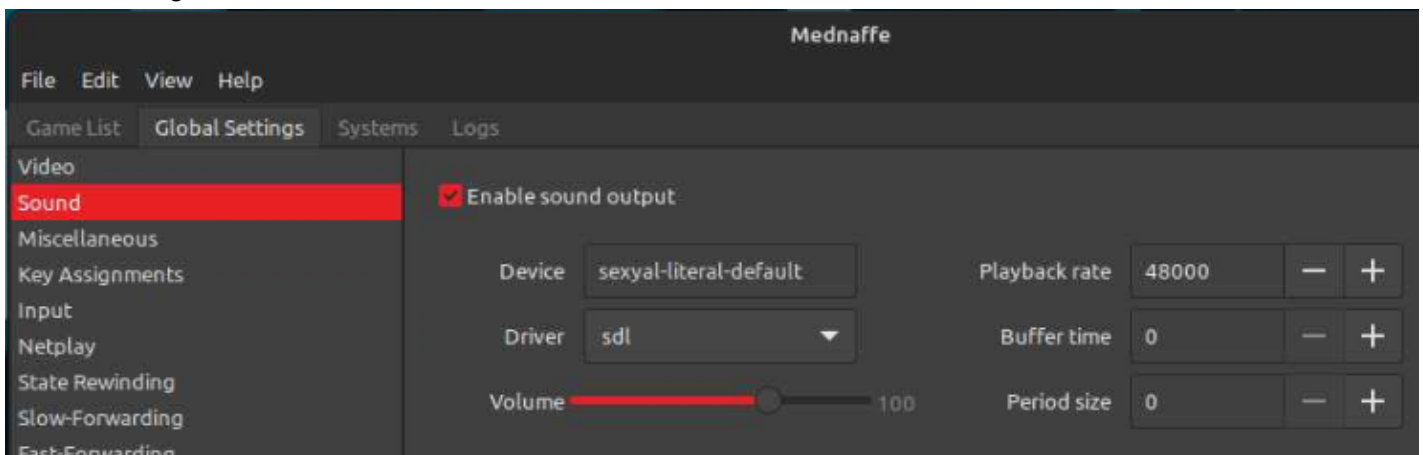 Mednaffe
File Edit View Help
Game List Global Settings Systems Logs
Video
Sound
Miscellaneous
Key Assignments
Input
Netplay
State Rewinding
Slow-Forwarding
Fast-Forwarding
Enable sound output
Device sexyal-literal-default Playback rate 48000 − +
Driver sdl Buffer time 0 − +
Volume 100 Period size 0 − +